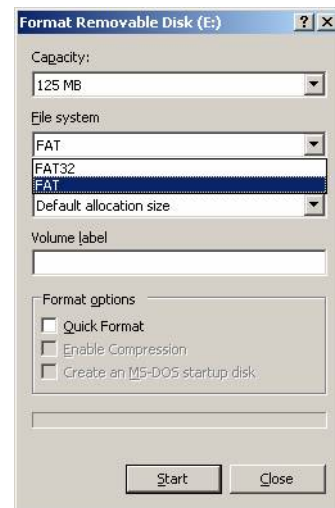 Format Removable Disk (E:)
Capacity:
125 MB
File system
FAT
FAT32
FAT
Default allocation size
Volume label
Format options
Quick Format
Enable Compression
Create an MS-DOS startup disk
Start Close